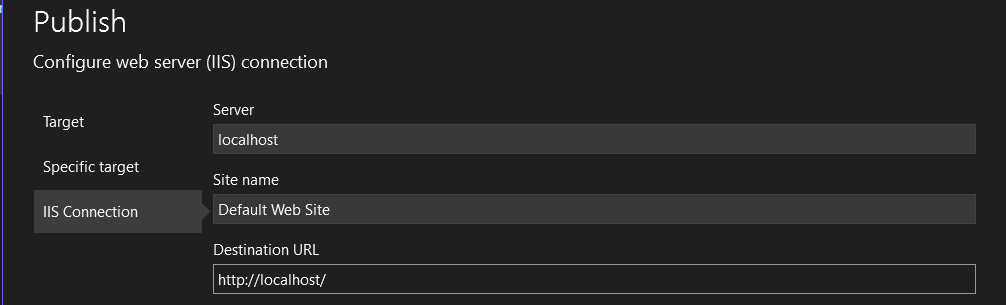 Publish
Configure web server (IIS) connection
Target
Specific target
IIS Connection
Server
localhost
Site name
Default Web Site
Destination URL
http://localhost/